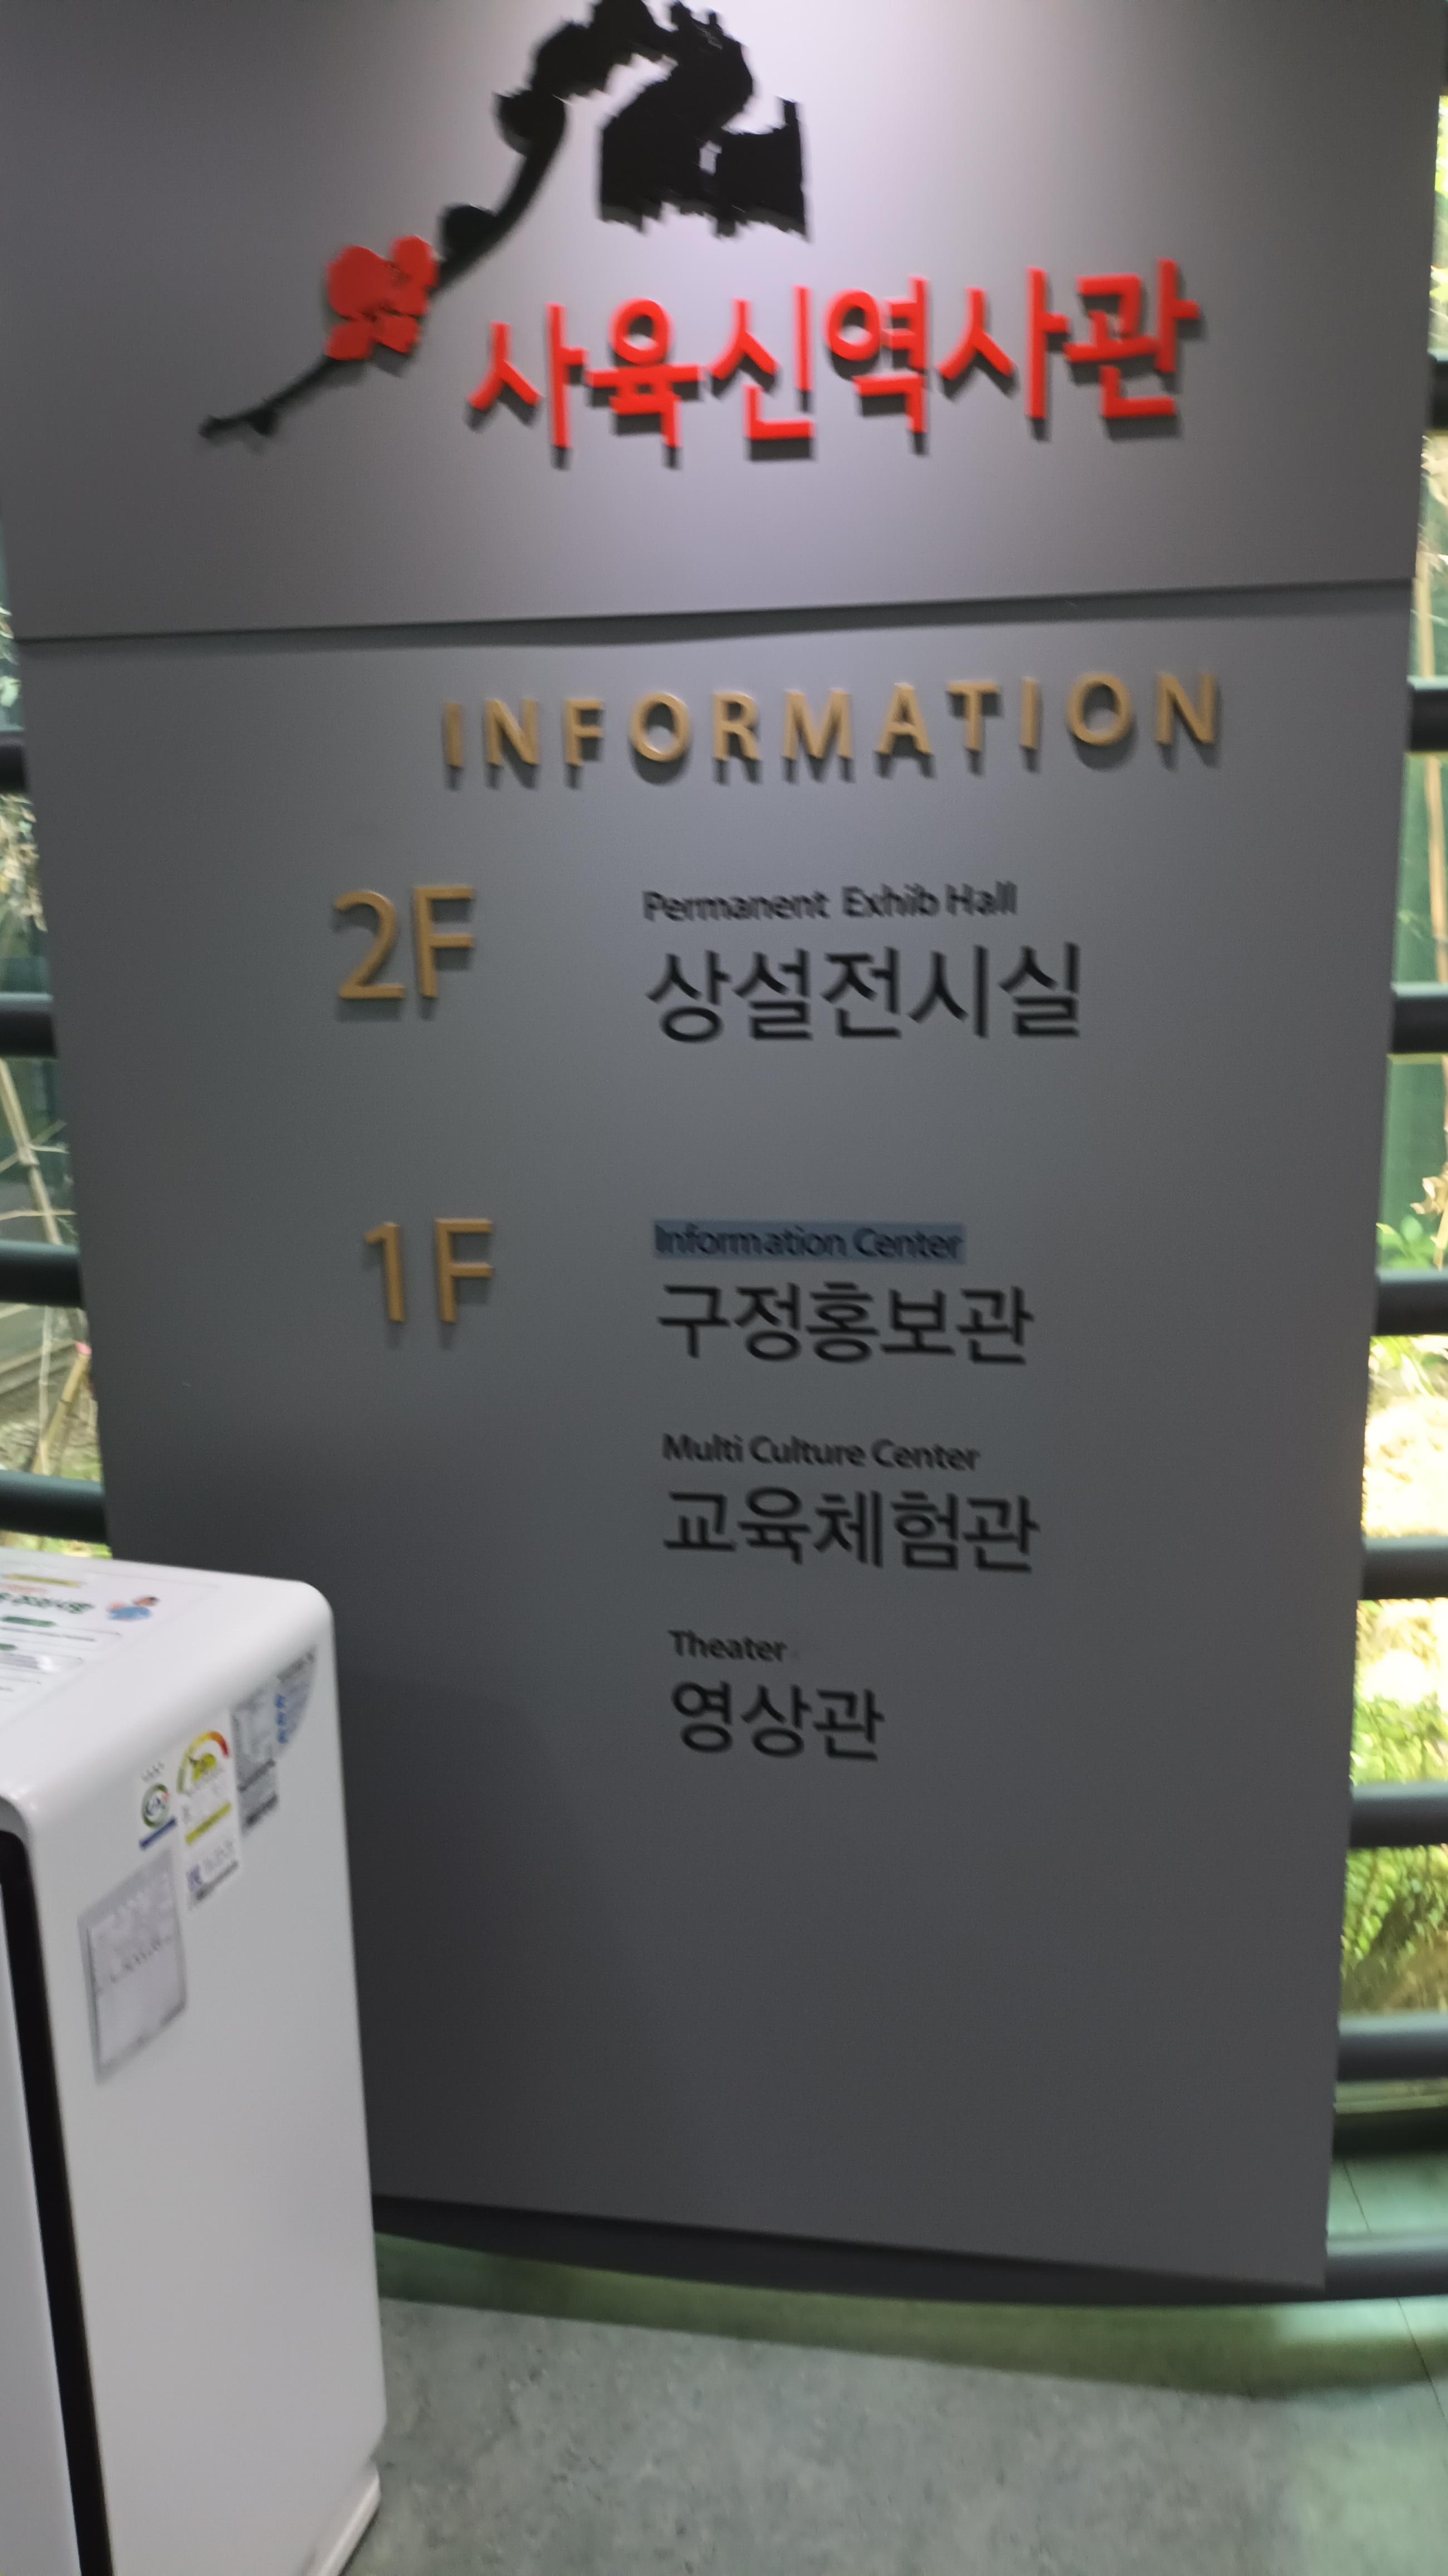 사육신역사관
INFORMATION
2F
Permanent Exhib Hall
상설전시실
1F
Information Center
구정홍보관
Multi Culture Center
교육체험관
Theater
영상관